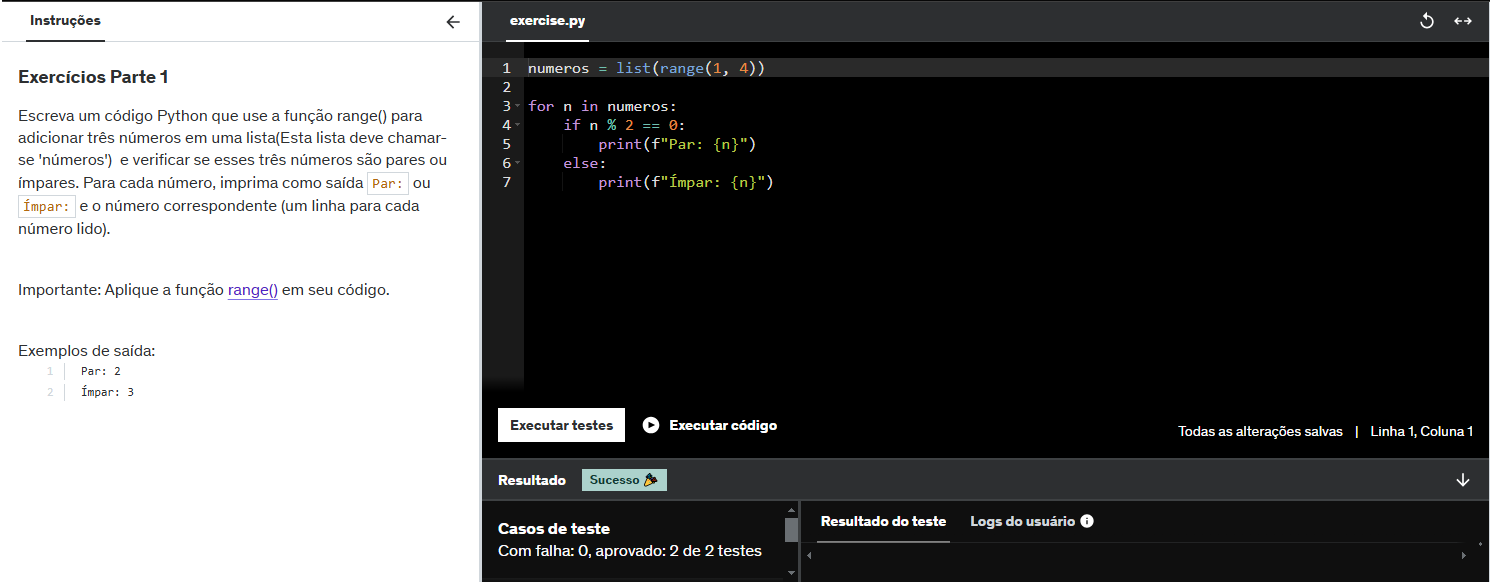 Instruções
Exercícios Parte 1
Escreva um código Python que use a função range() para
adicionar três números em uma lista(Esta lista deve chamar-
se 'números')  e verificar se esses três números são pares ou
ímpares. Para cada número, imprima como saída Par: ou
Ímpar: e o número correspondente (um linha para cada
número lido).
Importante: Aplique a função range() em seu código.
Exemplos de saída:
1 Par: 2
2 Ímpar: 3
exercise.py
1 numeros = list(range(1, 4))
2
3 for n in numeros:
4     if n % 2 == 0:
5         print(f"Par: {n}")
6     else:
7         print(f"Ímpar: {n}")
Executar testes Executar código
Todas as alterações salvas | Linha 1, Coluna 1
Resultado Sucesso
Casos de teste
Com falha: 0, aprovado: 2 de 2 testes
Resultado do teste Logs do usuário